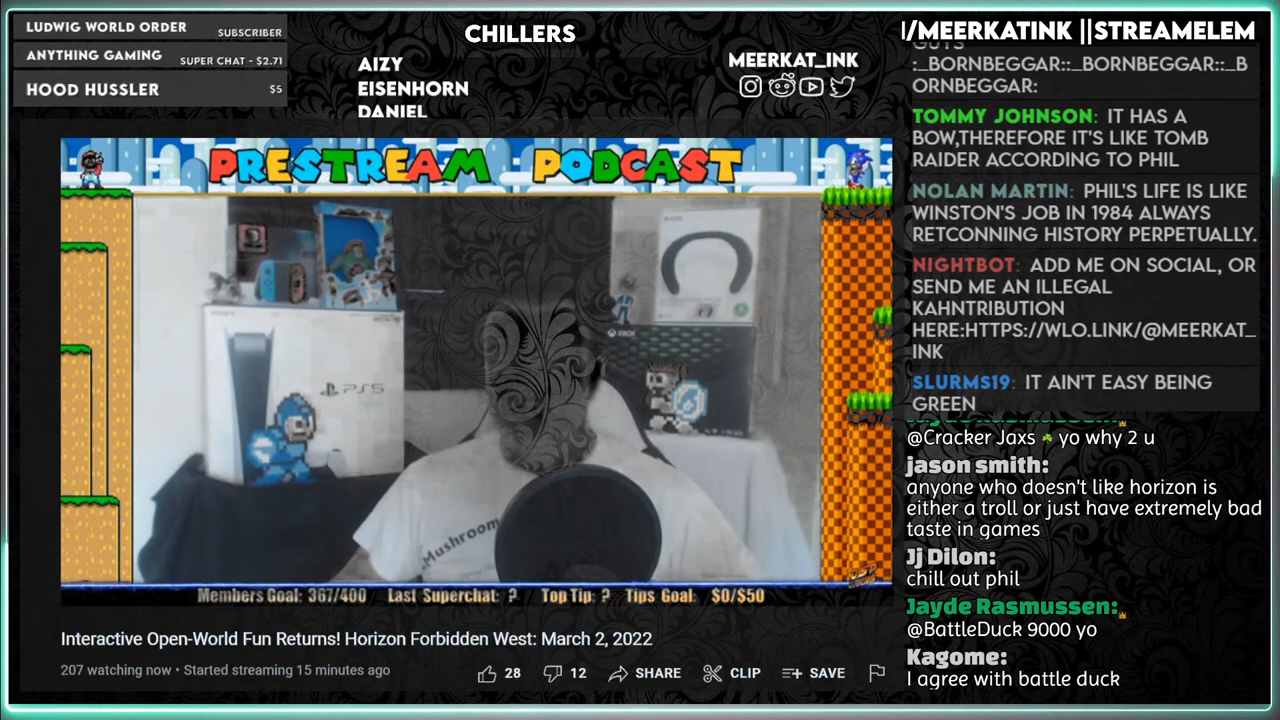 LUDWIG WORLD ORDER SUBSCRIBER
ANYTHING GAMING SUPER CHAT - $2.71
HOOD HUSSLER $5
CHILLERS
AIZY
EISENHORN
DANIEL
MEERKAT_INK
/MEERKATINK ||STREAMELEM
GUYS
:_BORNBEGGAR::_BORNBEGGAR::_B
ORNBEGGAR:
TOMMY JOHNSON: IT HAS A
BOW,THEREFORE IT'S LIKE TOMB
RAIDER ACCORDING TO PHIL
NOLAN MARTIN: PHIL'S LIFE IS LIKE
WINSTON'S JOB IN 1984 ALWAYS
RETCONNING HISTORY PERPETUALLY.
NIGHTBOT: ADD ME ON SOCIAL, OR
SEND ME AN ILLEGAL
KAHNTRIBUTION
HERE:HTTPS://WLO.LINK/@MEERKAT_
INK
SLURMS19: IT AIN'T EASY BEING
GREEN
@Cracker Jaxs ☘ yo why 2 u
jason smith:
anyone who doesn't like horizon is
either a troll or just have extremely bad
taste in games
Jj Dilon:
chill out phil
Jayde Rasmussen:
@BattleDuck 9000 yo
Kagome:
I agree with battle duck
PRESTREAM PODCAST
PS5
XBOX
Mushroom
Members Goal: 367/400 Last Superchat: ? Top Tip: ? Tips Goal: $0/$50
Interactive Open-World Fun Returns! Horizon Forbidden West: March 2, 2022
207 watching now • Started streaming 15 minutes ago
28 12 SHARE CLIP SAVE